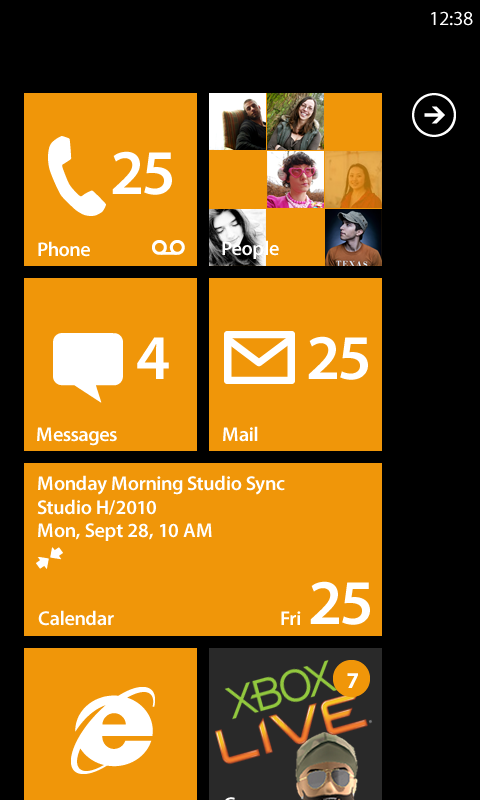 12:38
25
Phone
People
TEXAS
4
Messages
25
Mail
Monday Morning Studio Sync
Studio H/2010
Mon, Sept 28, 10 AM
Calendar
Fri 25
XBOX
LIVE
7